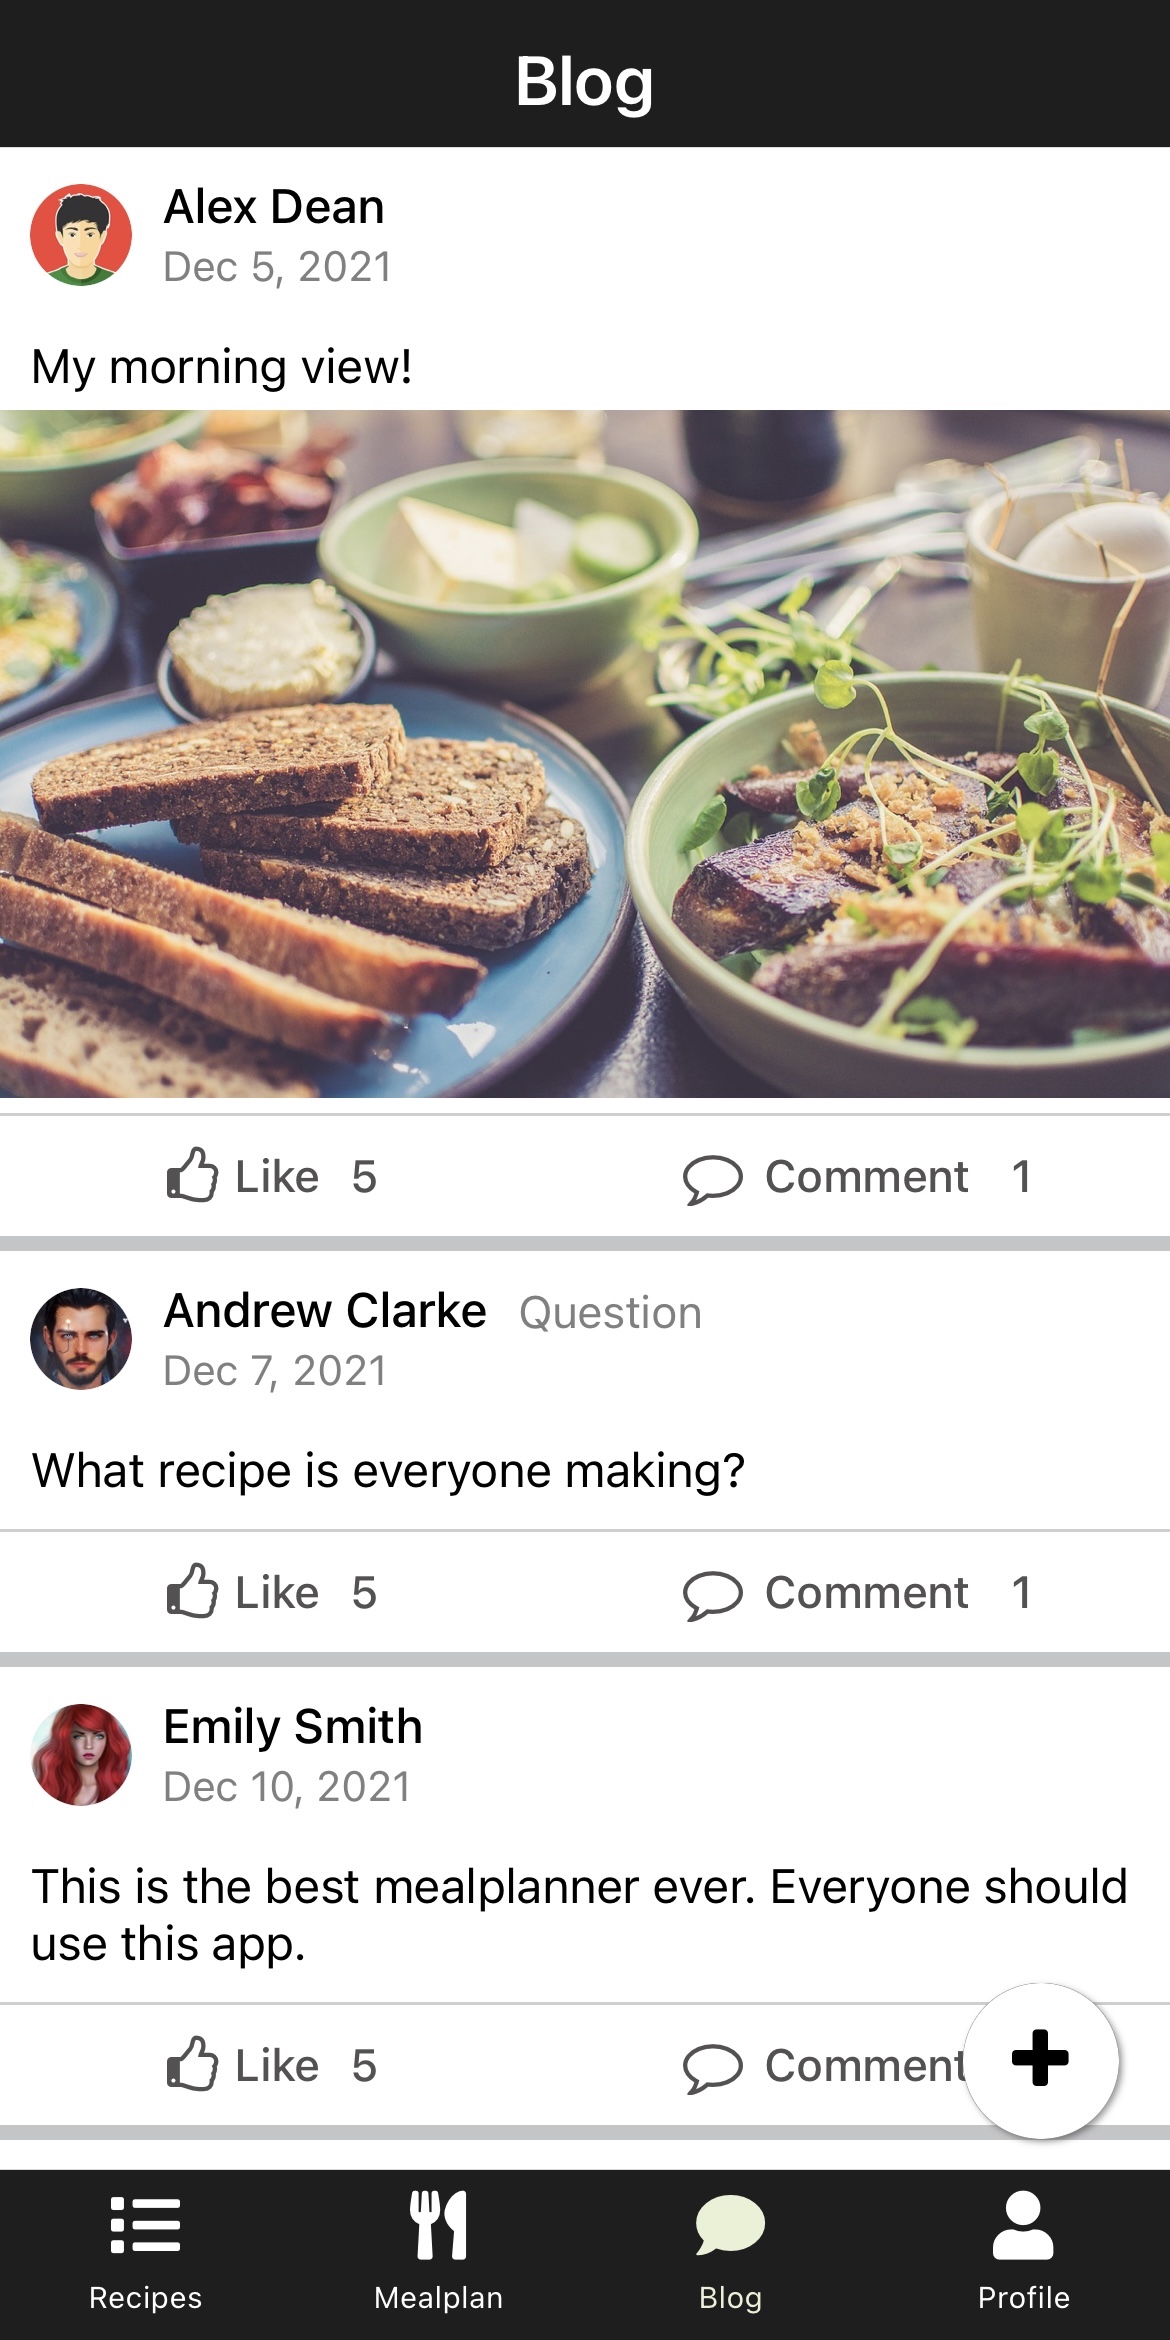 Blog
Alex Dean
Dec 5, 2021
My morning view!
Like 5 Comment 1
Andrew Clarke Question
Dec 7, 2021
What recipe is everyone making?
Like 5 Comment 1
Emily Smith
Dec 10, 2021
This is the best mealplanner ever. Everyone should
use this app.
Like 5 Comment
Recipes Mealplan Blog Profile